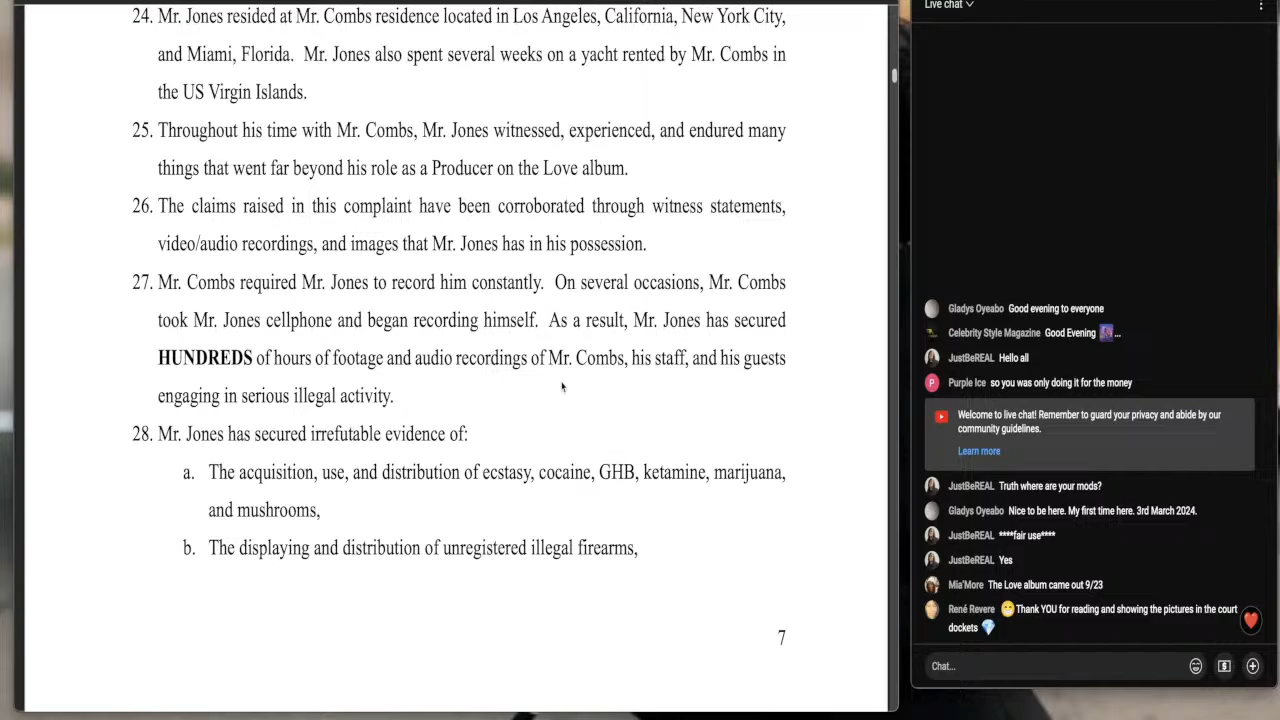 24. Mr. Jones resided at Mr. Combs residence located in Los Angeles, California, New York City,
and Miami, Florida.  Mr. Jones also spent several weeks on a yacht rented by Mr. Combs in
the US Virgin Islands.
25. Throughout his time with Mr. Combs, Mr. Jones witnessed, experienced, and endured many
things that went far beyond his role as a Producer on the Love album.
26. The claims raised in this complaint have been corroborated through witness statements,
video/audio recordings, and images that Mr. Jones has in his possession.
27. Mr. Combs required Mr. Jones to record him constantly.  On several occasions, Mr. Combs
took Mr. Jones cellphone and began recording himself.  As a result, Mr. Jones has secured
HUNDREDS of hours of footage and audio recordings of Mr. Combs, his staff, and his guests
engaging in serious illegal activity.
28. Mr. Jones has secured irrefutable evidence of:
a. The acquisition, use, and distribution of ecstasy, cocaine, GHB, ketamine, marijuana,
and mushrooms,
b. The displaying and distribution of unregistered illegal firearms,
7
Live chat
Gladys Oyeabo Good evening to everyone
Celebrity Style Magazine Good Evening ...
JustBeREAL Hello all
P Purple Ice so you was only doing it for the money
Welcome to live chat! Remember to guard your privacy and abide by our
community guidelines.
Learn more
JustBeREAL Truth where are your mods?
Gladys Oyeabo Nice to be here. My first time here. 3rd March 2024.
JustBeREAL ****fair use****
JustBeREAL Yes
Mia'More The Love album came out 9/23
René Revere 😁Thank YOU for reading and showing the pictures in the court
dockets 💎
Chat...